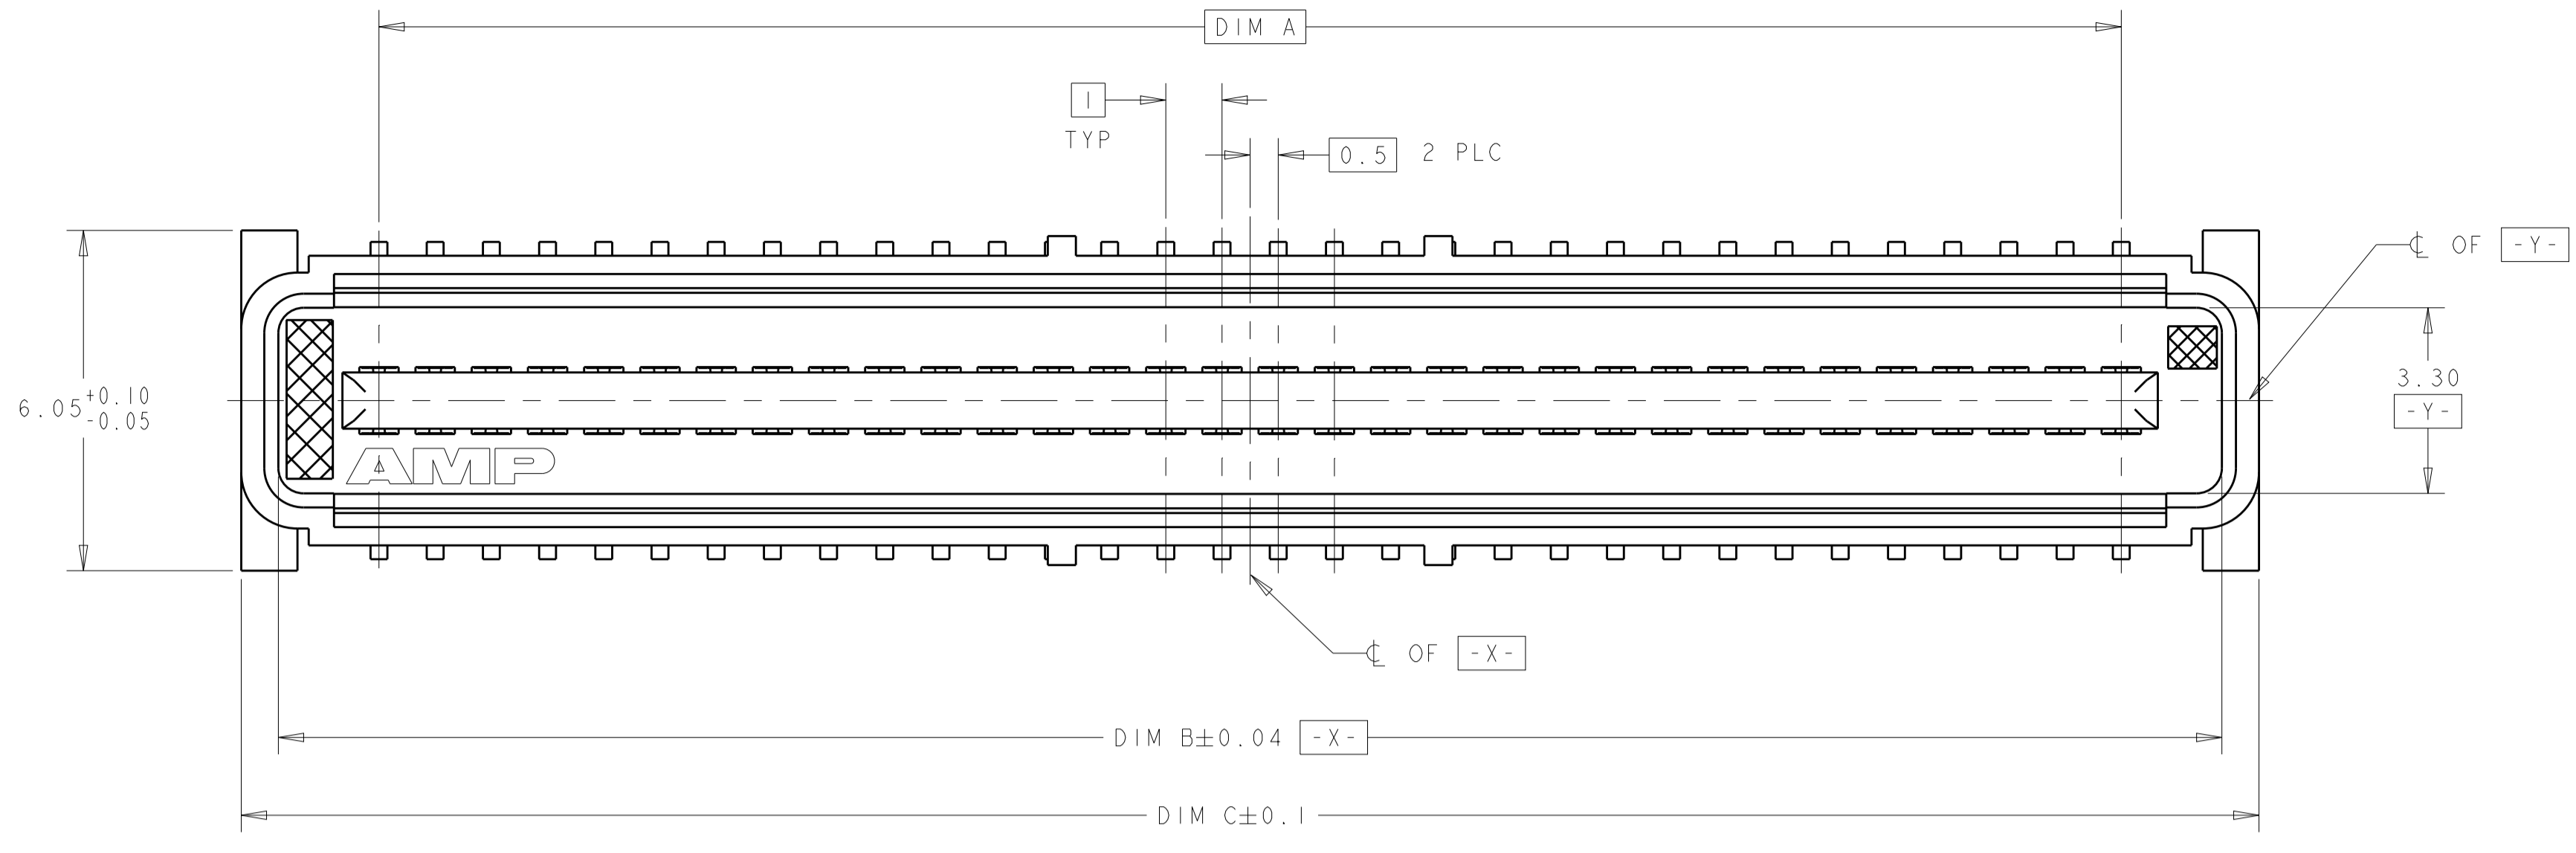 DIM A
1
TYP
0.5 2 PLC
℄ OF -Y-
6.05 +0.10
-0.05
3.30
-Y-
AMP
℄ OF -X-
DIM B±0.04 -X-
DIM C±0.1